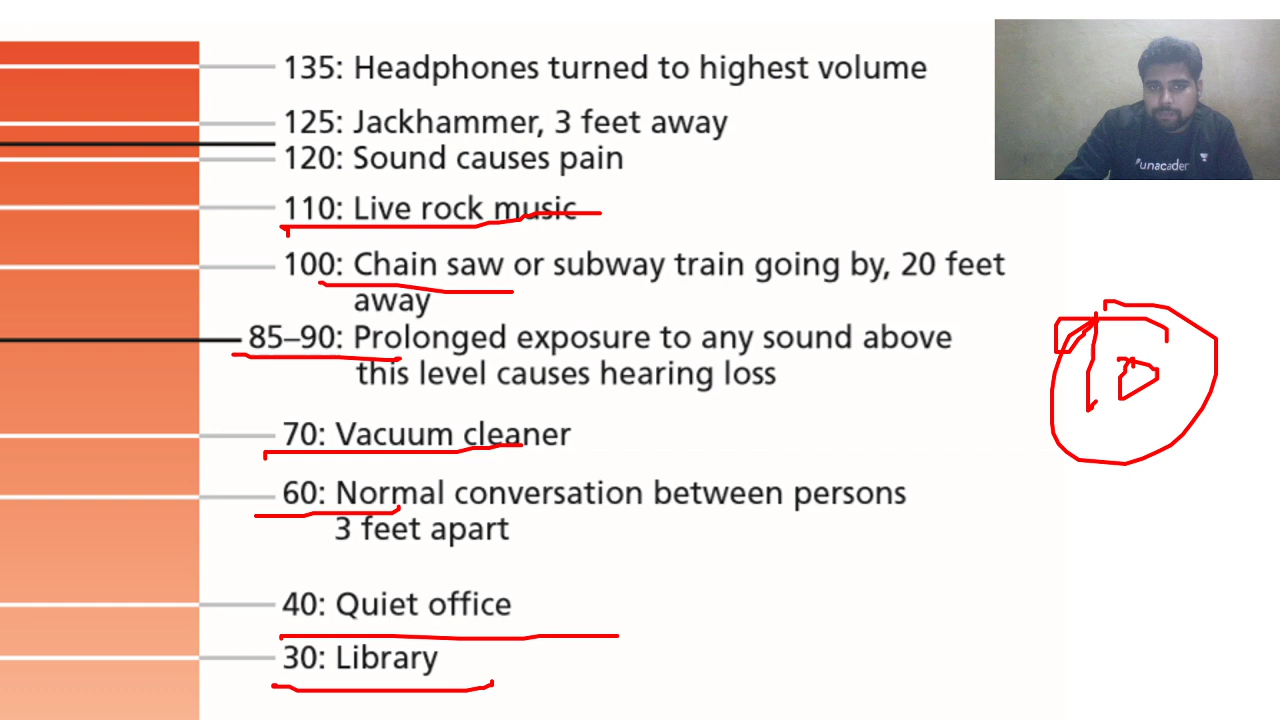 135: Headphones turned to highest volume
125: Jackhammer, 3 feet away
120: Sound causes pain
110: Live rock music
100: Chain saw or subway train going by, 20 feet
away
85–90: Prolonged exposure to any sound above
this level causes hearing loss
70: Vacuum cleaner
60: Normal conversation between persons
3 feet apart
40: Quiet office
30: Library